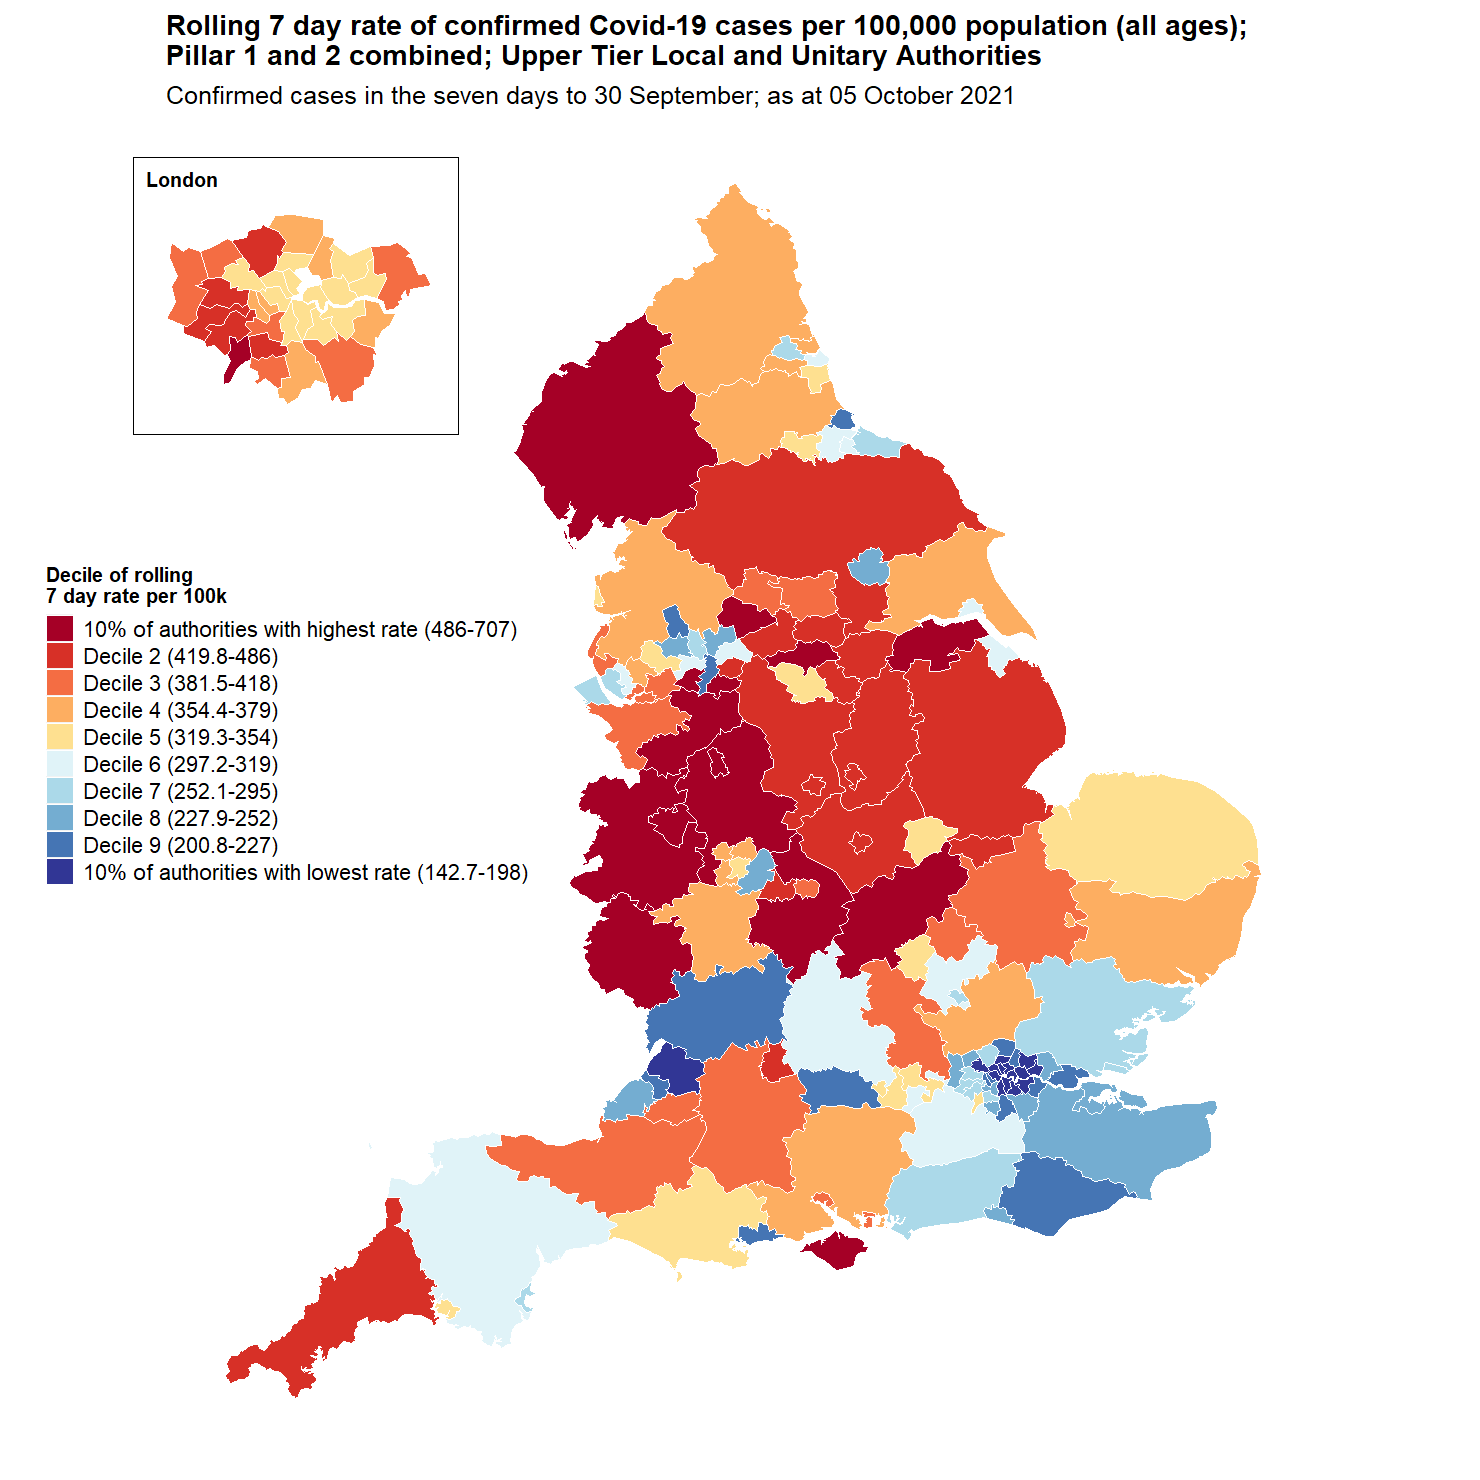 Rolling 7 day rate of confirmed Covid-19 cases per 100,000 population (all ages);
Pillar 1 and 2 combined; Upper Tier Local and Unitary Authorities
Confirmed cases in the seven days to 30 September; as at 05 October 2021
London
Decile of rolling
7 day rate per 100k
10% of authorities with highest rate (486-707)
Decile 2 (419.8-486)
Decile 3 (381.5-418)
Decile 4 (354.4-379)
Decile 5 (319.3-354)
Decile 6 (297.2-319)
Decile 7 (252.1-295)
Decile 8 (227.9-252)
Decile 9 (200.8-227)
10% of authorities with lowest rate (142.7-198)